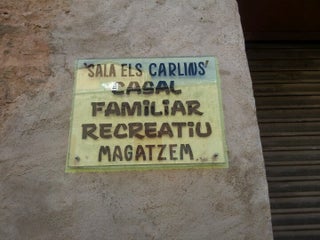 'SALA ELS CARLINS'
CASAL
FAMILIAR
RECREATIU
MAGATZEM